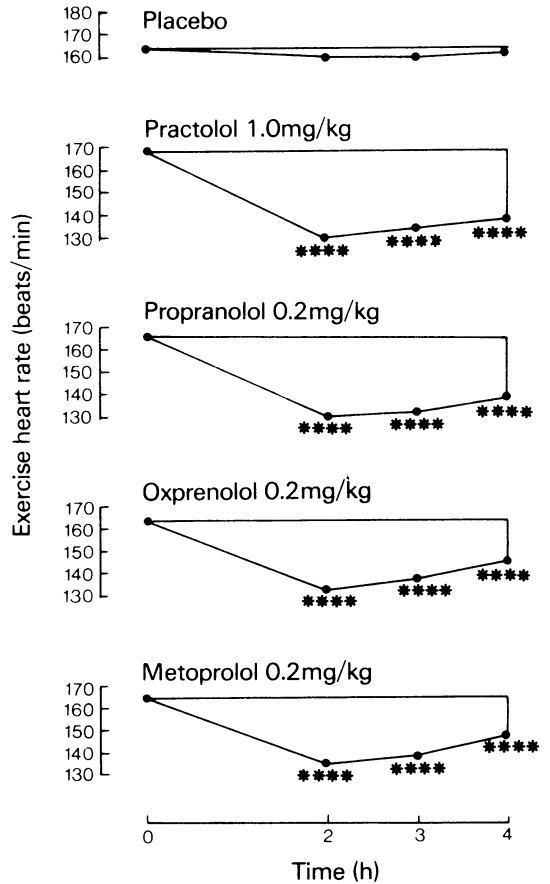 Placebo
180
170
160
Practolol 1.0mg/kg
170
160
150
140
130
✱✱✱✱ ✱✱✱✱ ✱✱✱✱
Propranolol 0.2mg/kg
170
160
150
140
130
✱✱✱✱ ✱✱✱✱ ✱✱✱✱
Oxprenolol 0.2mg/kg
170
160
150
140
130
✱✱✱✱ ✱✱✱✱ ✱✱✱✱
Metoprolol 0.2mg/kg
170
160
150
140
130
✱✱✱✱ ✱✱✱✱ ✱✱✱✱
Exercise heart rate (beats/min)
0 2 3 4
Time (h)